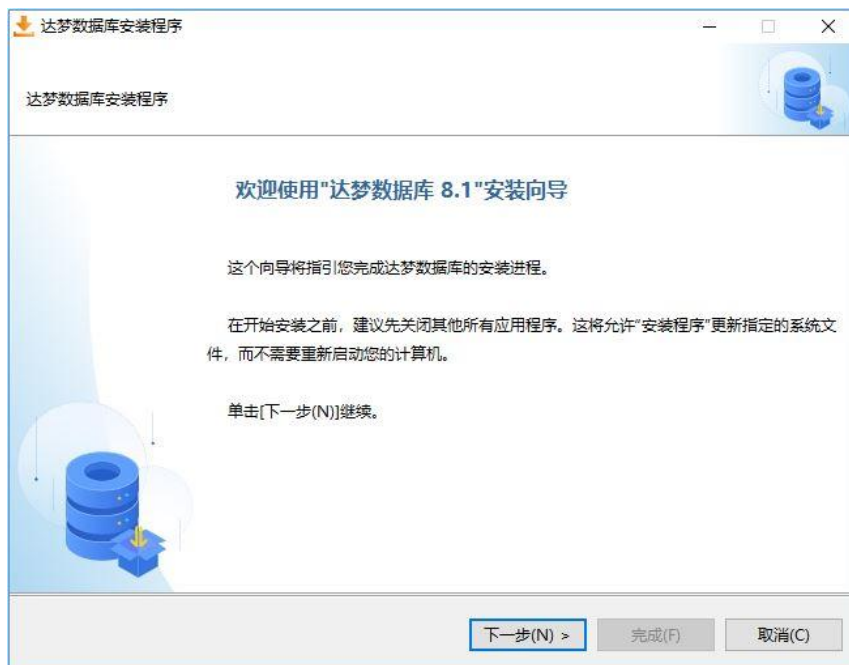 达梦数据库安装程序
达梦数据库安装程序
欢迎使用"达梦数据库 8.1"安装向导
这个向导将指引您完成达梦数据库的安装进程。
在开始安装之前，建议先关闭其他所有应用程序。这将允许“安装程序”更新指定的系统文
件，而不需要重新启动您的计算机。
单击[下一步(N)]继续。
下一步(N) > 完成(F) 取消(C)